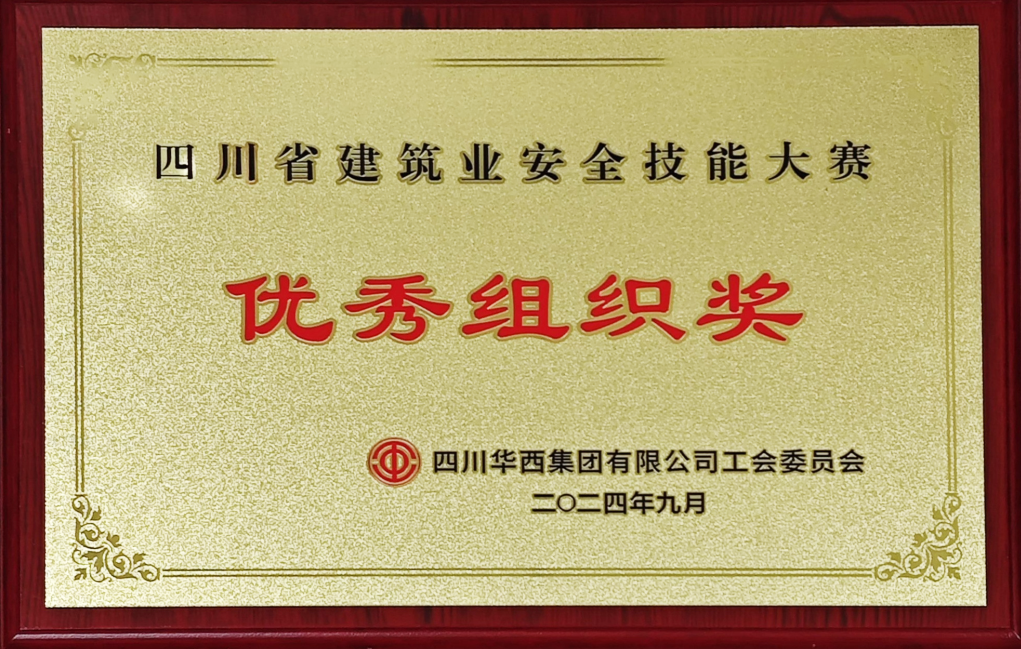 四川省建筑业安全技能大赛
优秀组织奖
四川华西集团有限公司工会委员会
二〇二四年九月